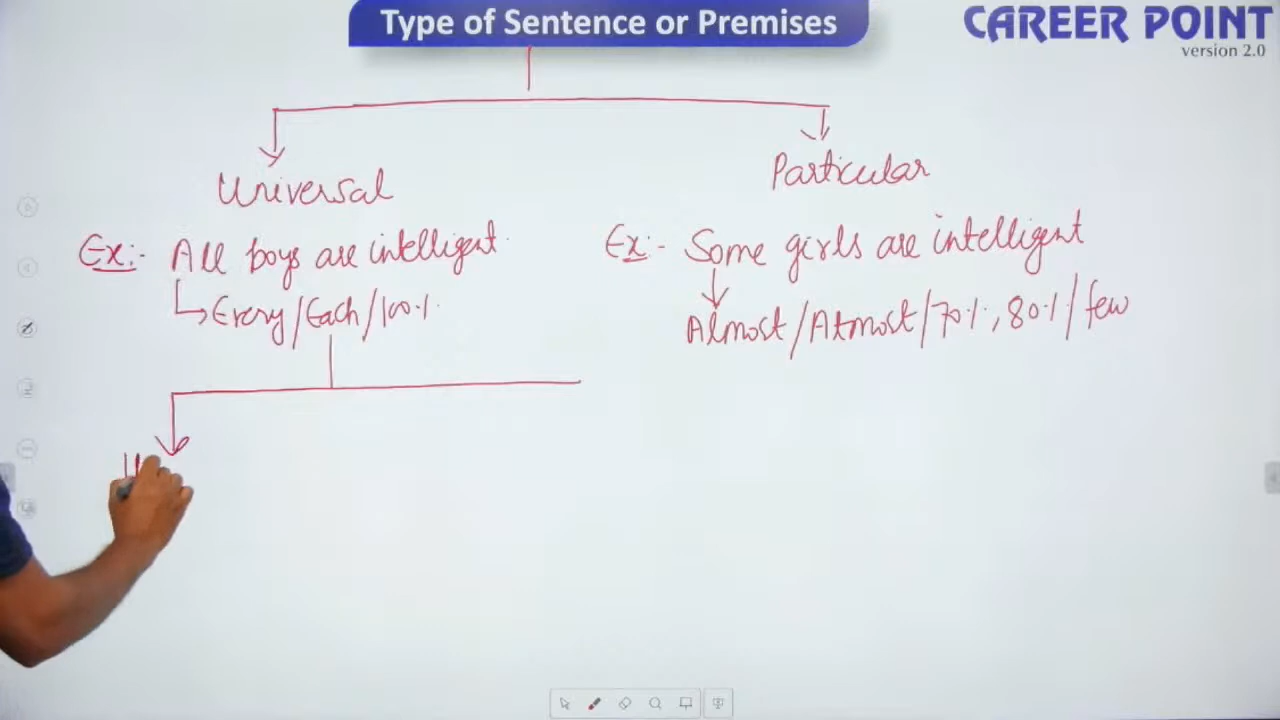 Type of Sentence or Premises
CAREER POINT
version 2.0
Universal
Particular
Ex:- All boys are intelligent.
Every/Each/100%.
Ex:- Some girls are intelligent
Almost/Atmost/70%, 80%/few